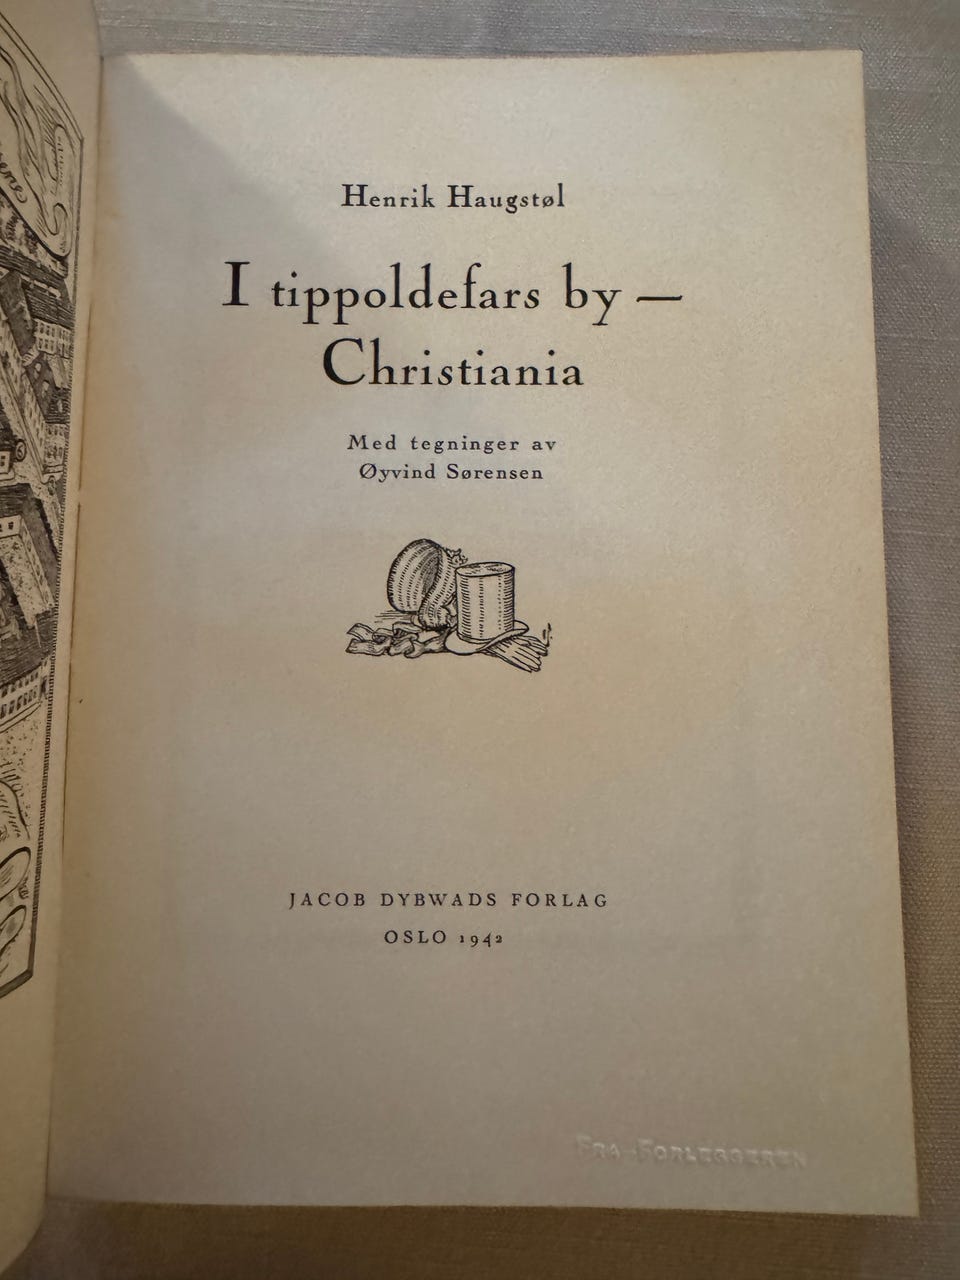 Henrik Haugstøl
I tippoldefars by —
Christiania
Med tegninger av
Øyvind Sørensen
JACOB DYBWADS FORLAG
OSLO 1942
FRA FORLEGGEREN